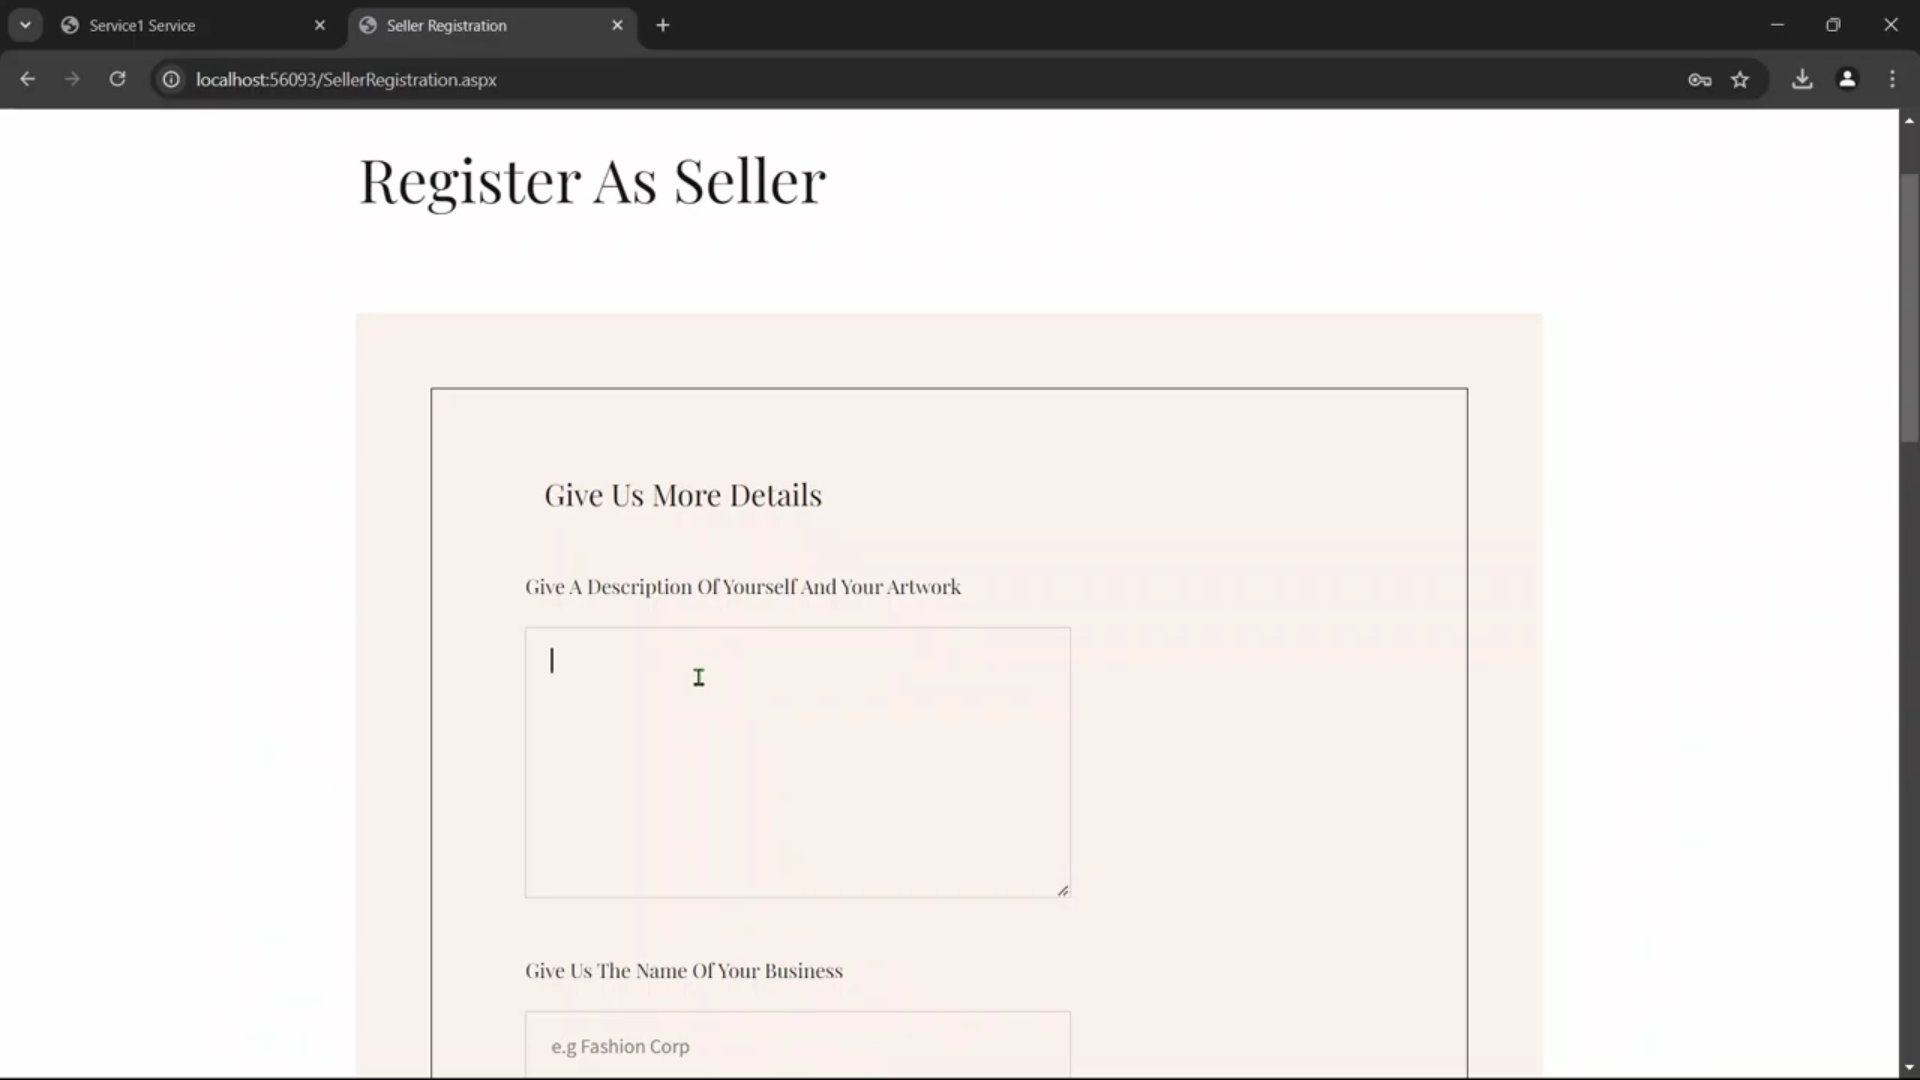 Service1 Service
Seller Registration
localhost:56093/SellerRegistration.aspx
Register As Seller
Give Us More Details
Give A Description Of Yourself And Your Artwork
Give Us The Name Of Your Business
e.g Fashion Corp